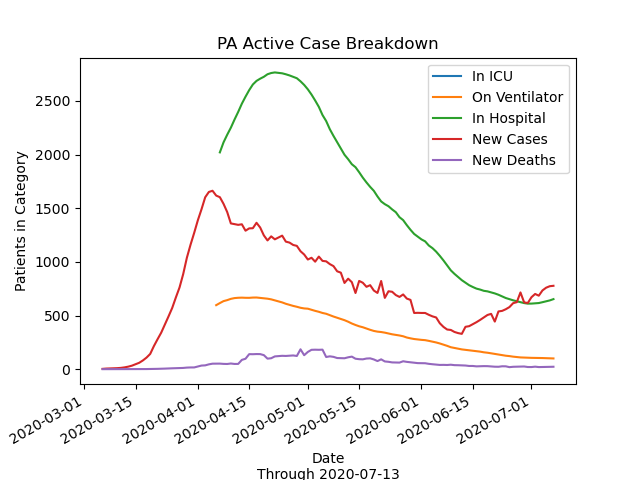 PA Active Case Breakdown
In ICU
On Ventilator
In Hospital
New Cases
New Deaths
Patients in Category
2500
2000
1500
1000
500
0
2020-03-01
2020-03-15
2020-04-01
2020-04-15
2020-05-01
2020-05-15
2020-06-01
2020-06-15
2020-07-01
Date
Through 2020-07-13